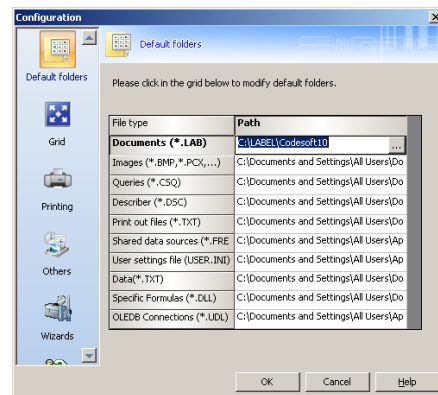 Configuration
Default folders
Default folders
Please click in the grid below to modify default folders.
Grid
Printing
Others
Wizards
File type Path
Documents (*.LAB) C:\LABEL\Codesoft10 ...
Images (*.BMP,*.PCX,...) C:\Documents and Settings\All Users\Do
Queries (*.CSQ) C:\Documents and Settings\All Users\Do
Describer (*.DSC) C:\Documents and Settings\All Users\Do
Print out files (*.TXT) C:\Documents and Settings\All Users\Do
Shared data sources (*.FRE C:\Documents and Settings\All Users\Ap
User settings file (USER.INI) C:\Documents and Settings\All Users\Ap
Data(*.TXT) C:\Documents and Settings\All Users\Do
Specific Formulas (*.DLL) C:\Documents and Settings\All Users\Do
OLEDB Connections (*.UDL) C:\Documents and Settings\All Users\Ap
OK Cancel Help